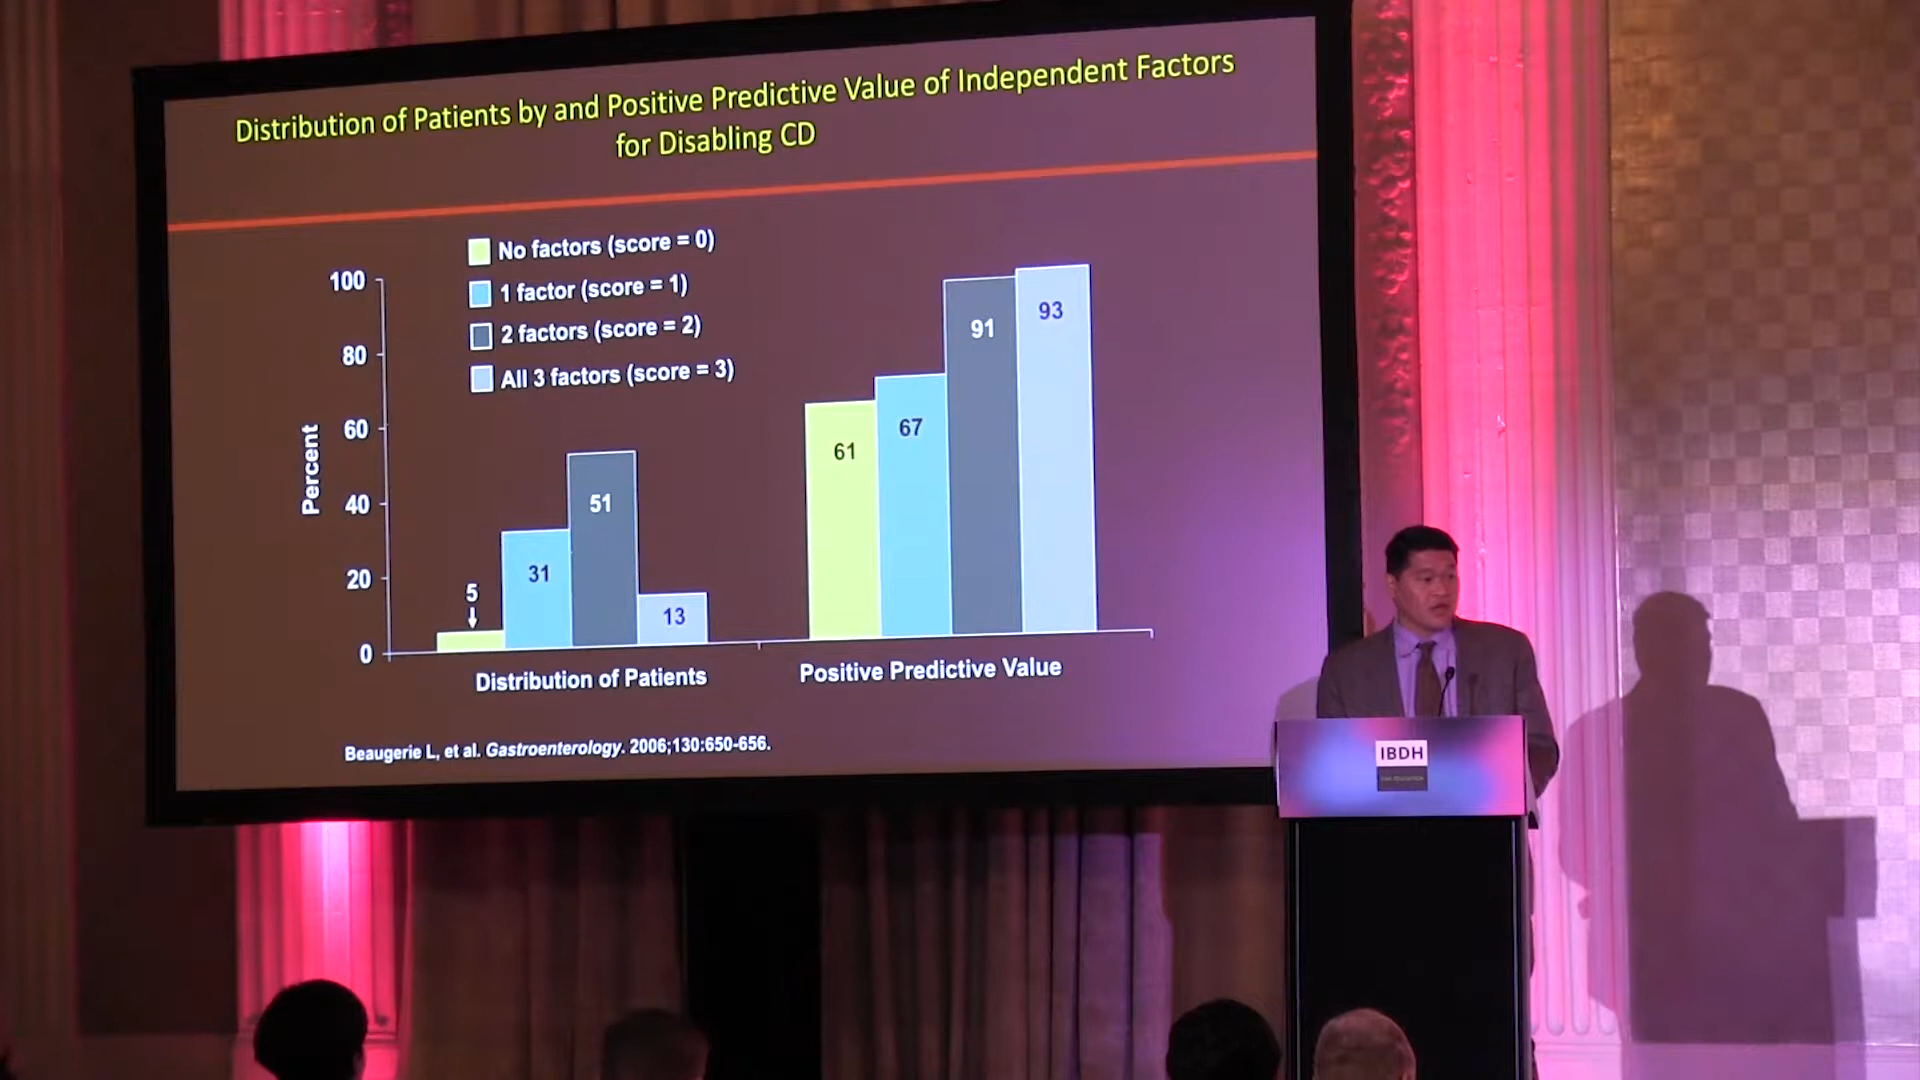 Distribution of Patients by and Positive Predictive Value of Independent Factors
for Disabling CD
No factors (score = 0)
1 factor (score = 1)
2 factors (score = 2)
All 3 factors (score = 3)
Percent
100
80
60
40
20
0
5
31
51
13
61
67
91
93
Distribution of Patients
Positive Predictive Value
Beaugerie L, et al. Gastroenterology. 2006;130:650-656.
IBDH